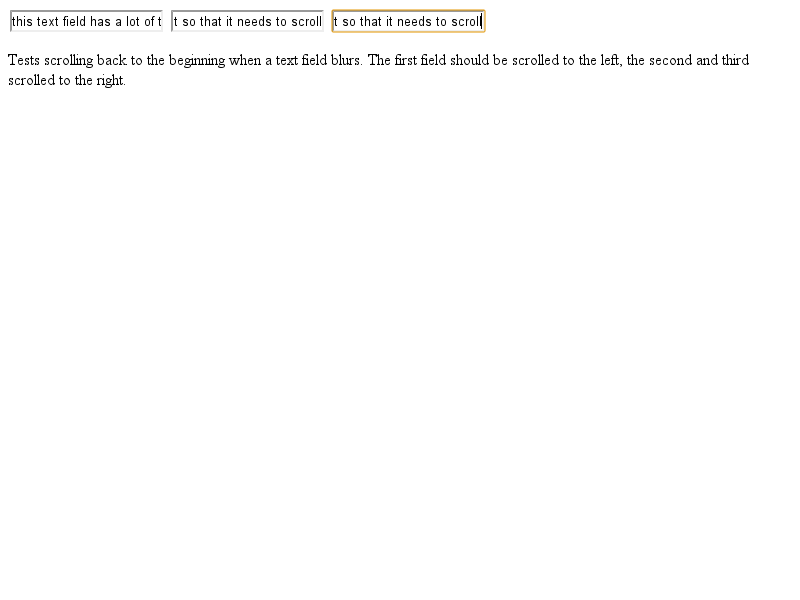 this text field has a lot of t t so that it needs to scroll t so that it needs to scroll
Tests scrolling back to the beginning when a text field blurs. The first field should be scrolled to the left, the second and third
scrolled to the right.